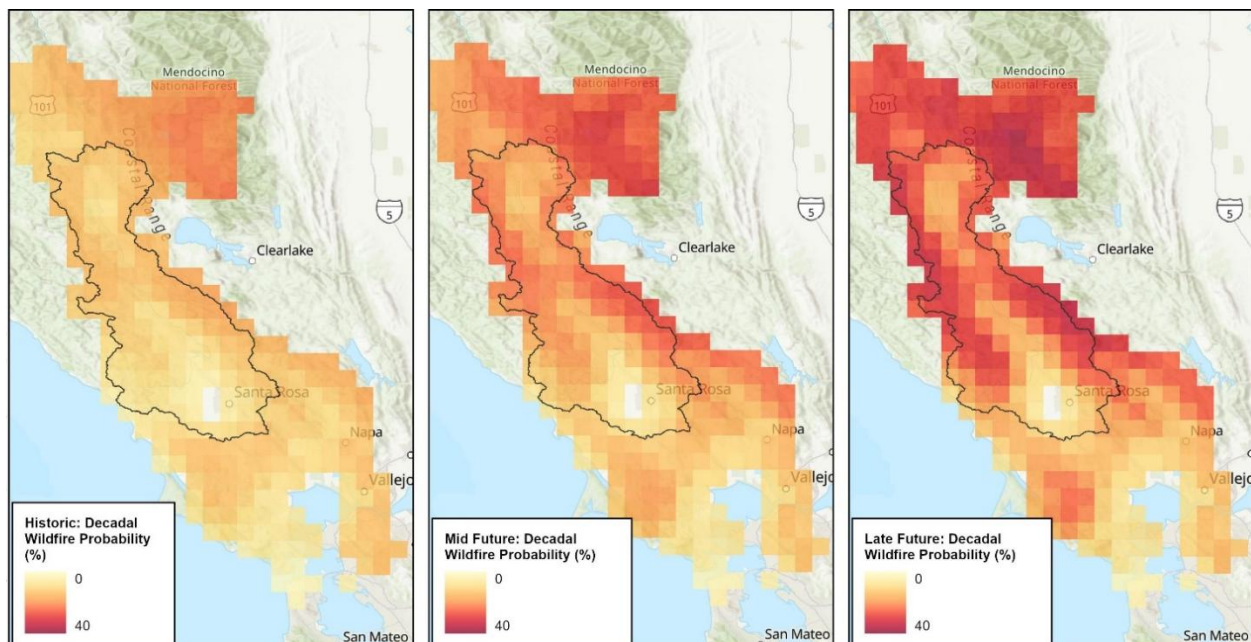 Mendocino
National Forest
101
Coastal Range
5
Clearlake
Santa Rosa
Napa
Vallejo
Historic: Decadal
Wildfire Probability
(%)
0
40
San Mateo
Mendocino
National Forest
101
Coastal Range
5
Clearlake
Santa Rosa
Napa
Vallejo
Mid Future: Decadal
Wildfire Probability (%)
0
40
San Mateo
Mendocino
National Forest
101
Coastal Range
5
Clearlake
Santa Rosa
Napa
Vallejo
Late Future: Decadal
Wildfire Probability (%)
0
40
San Mateo